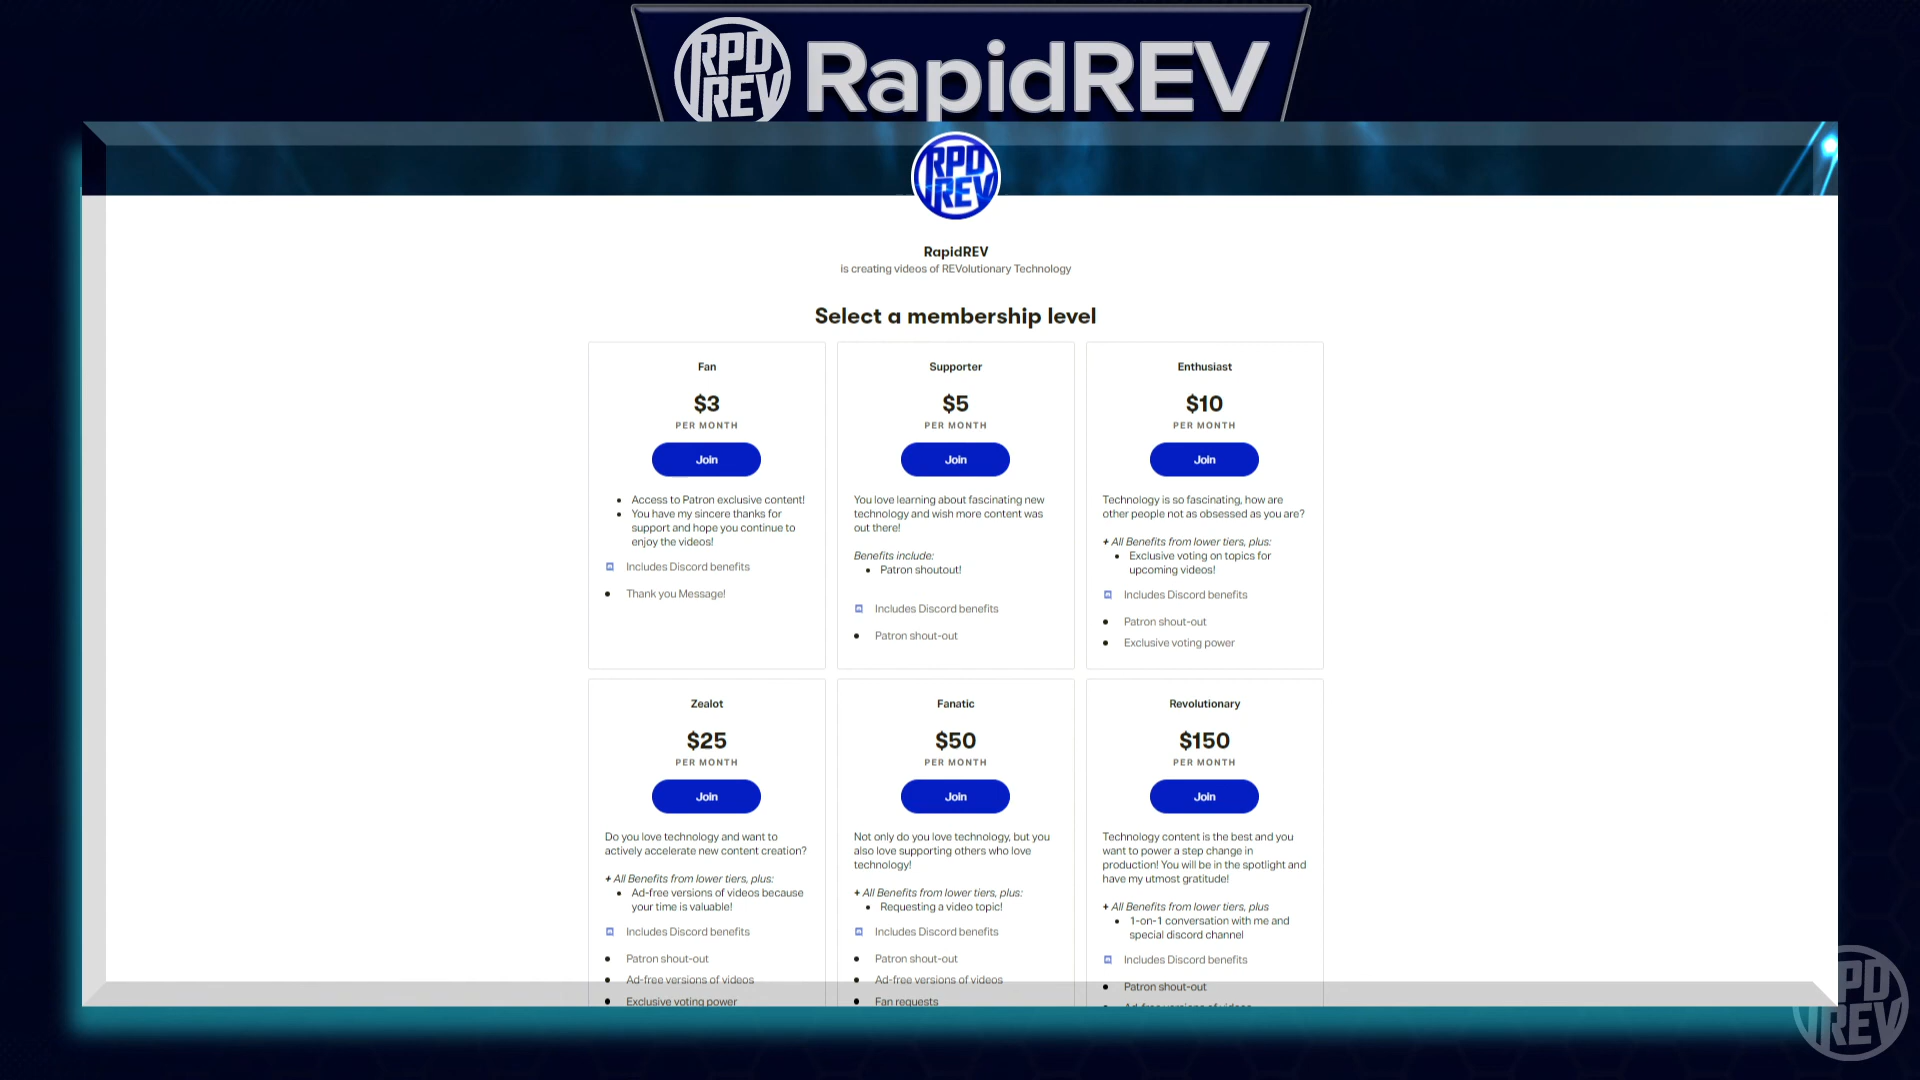 RPD
REV
RapidREV
RPD
REV
RapidREV
is creating videos of REVolutionary Technology
Select a membership level
Fan
$3
PER MONTH
Join
• Access to Patron exclusive content!
• You have my sincere thanks for
support and hope you continue to
enjoy the videos!
Includes Discord benefits
• Thank you Message!
Supporter
$5
PER MONTH
Join
You love learning about fascinating new
technology and wish more content was
out there!
Benefits include:
• Patron shoutout!
Includes Discord benefits
• Patron shout-out
Enthusiast
$10
PER MONTH
Join
Technology is so fascinating, how are
other people not as obsessed as you are?
+ All Benefits from lower tiers, plus:
• Exclusive voting on topics for
upcoming videos!
Includes Discord benefits
• Patron shout-out
• Exclusive voting power
Zealot
$25
PER MONTH
Join
Do you love technology and want to
actively accelerate new content creation?
+ All Benefits from lower tiers, plus:
• Ad-free versions of videos because
your time is valuable!
Includes Discord benefits
• Patron shout-out
• Ad-free versions of videos
• Exclusive voting power
Fanatic
$50
PER MONTH
Join
Not only do you love technology, but you
also love supporting others who love
technology!
+ All Benefits from lower tiers, plus:
• Requesting a video topic!
Includes Discord benefits
• Patron shout-out
• Ad-free versions of videos
• Fan requests
Revolutionary
$150
PER MONTH
Join
Technology content is the best and you
want to power a step change in
production! You will be in the spotlight and
have my utmost gratitude!
+ All Benefits from lower tiers, plus
• 1-on-1 conversation with me and
special discord channel
Includes Discord benefits
• Patron shout-out
• Ad-free versions of videos
RPD
REV